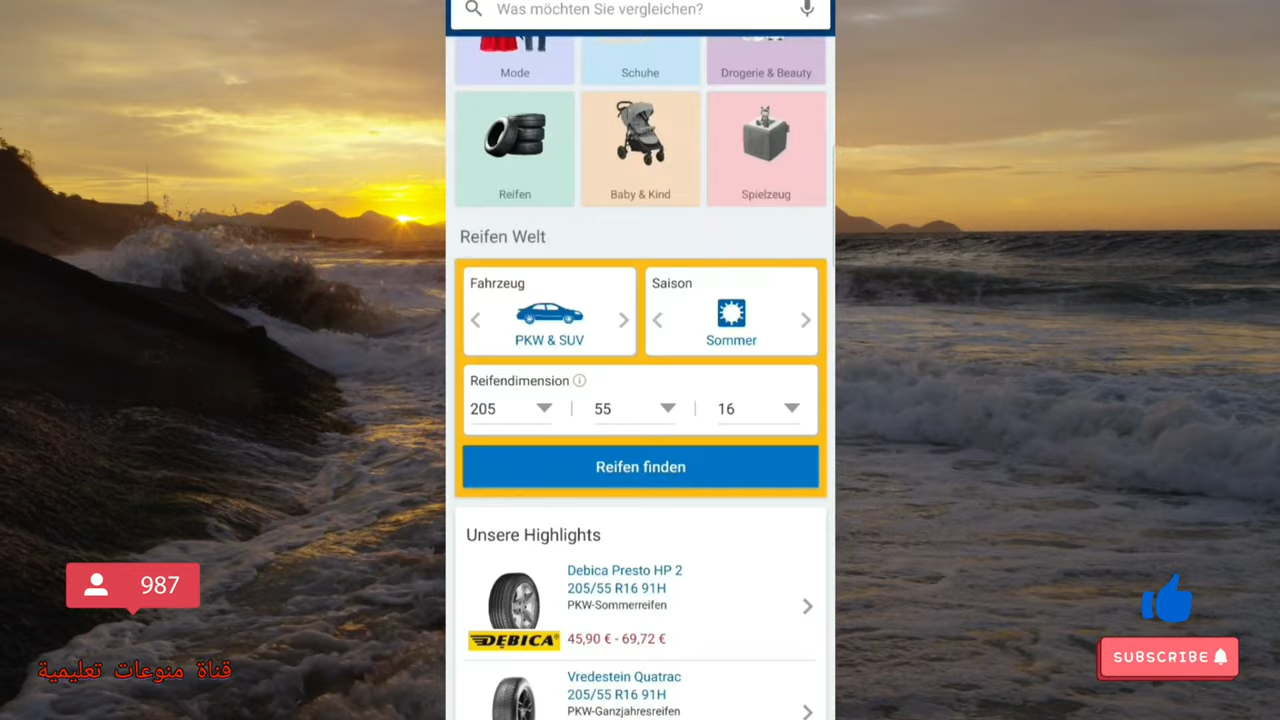 Was möchten Sie vergleichen?
Mode
Schuhe
Drogerie & Beauty
Reifen
Baby & Kind
Spielzeug
Reifen Welt
Fahrzeug
PKW & SUV
Saison
Sommer
Reifendimension
205 | 55 | 16
Reifen finden
Unsere Highlights
Debica Presto HP 2
205/55 R16 91H
PKW-Sommerreifen
DĘBICA
45,90 € - 69,72 €
Vredestein Quatrac
205/55 R16 91H
PKW-Ganzjahresreifen
987
قناة منوعات تعليمية
SUBSCRIBE